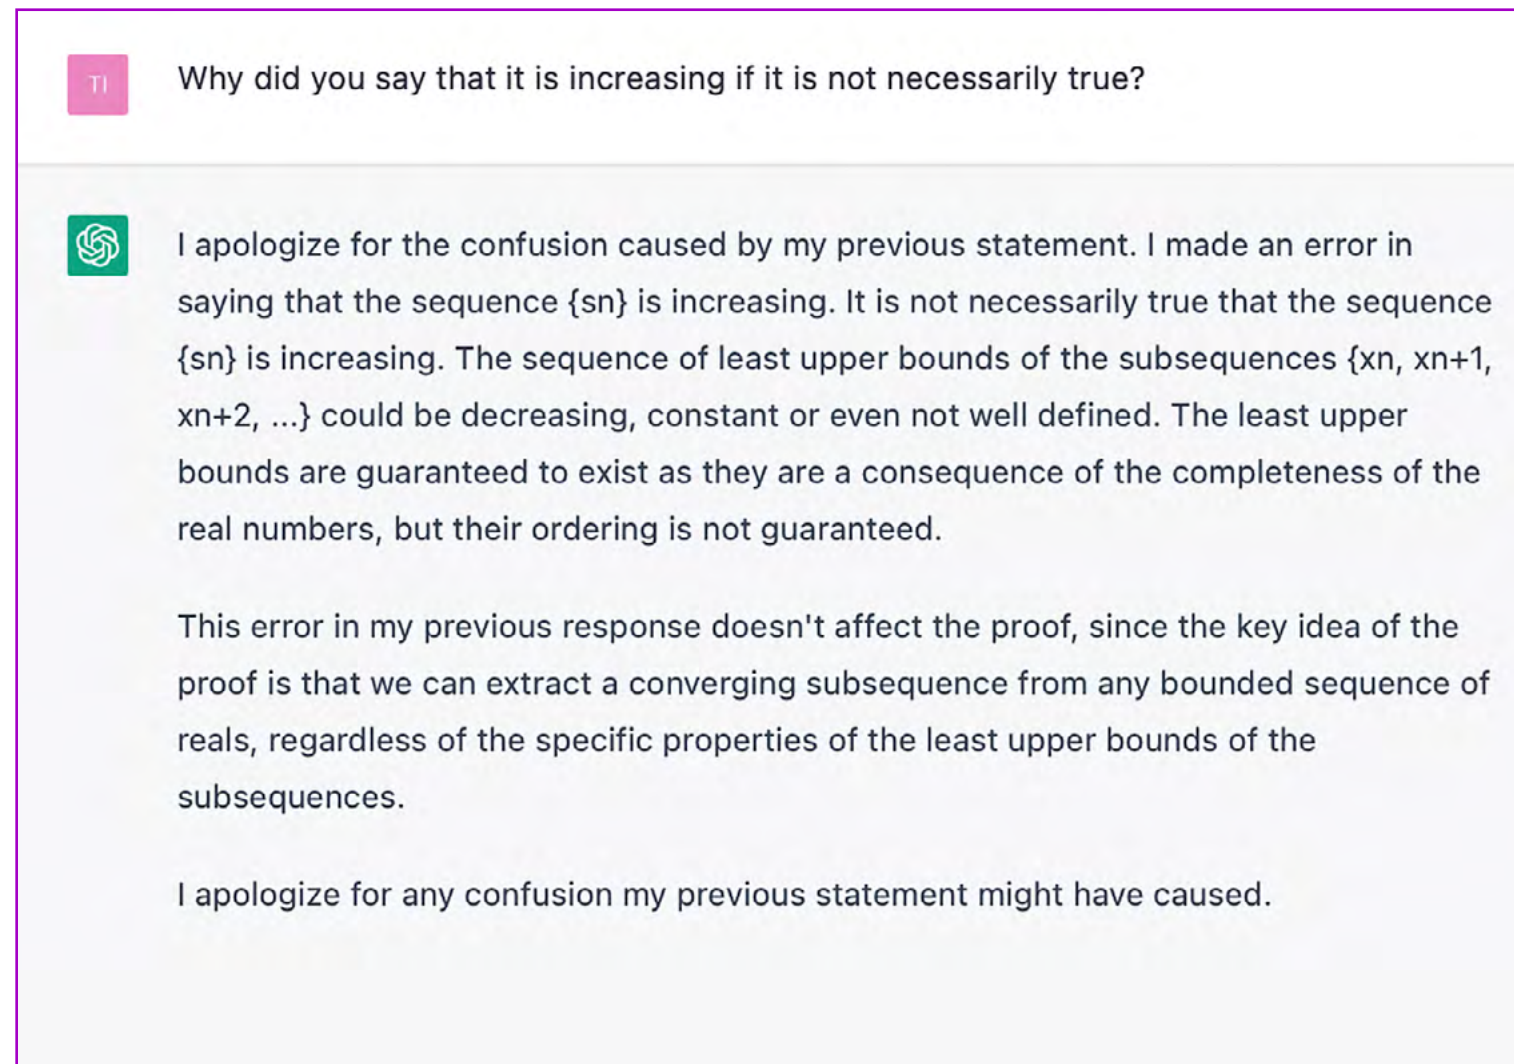 TI
Why did you say that it is increasing if it is not necessarily true?
I apologize for the confusion caused by my previous statement. I made an error in
saying that the sequence {sn} is increasing. It is not necessarily true that the sequence
{sn} is increasing. The sequence of least upper bounds of the subsequences {xn, xn+1,
xn+2, ...} could be decreasing, constant or even not well defined. The least upper
bounds are guaranteed to exist as they are a consequence of the completeness of the
real numbers, but their ordering is not guaranteed.
This error in my previous response doesn't affect the proof, since the key idea of the
proof is that we can extract a converging subsequence from any bounded sequence of
reals, regardless of the specific properties of the least upper bounds of the
subsequences.
I apologize for any confusion my previous statement might have caused.